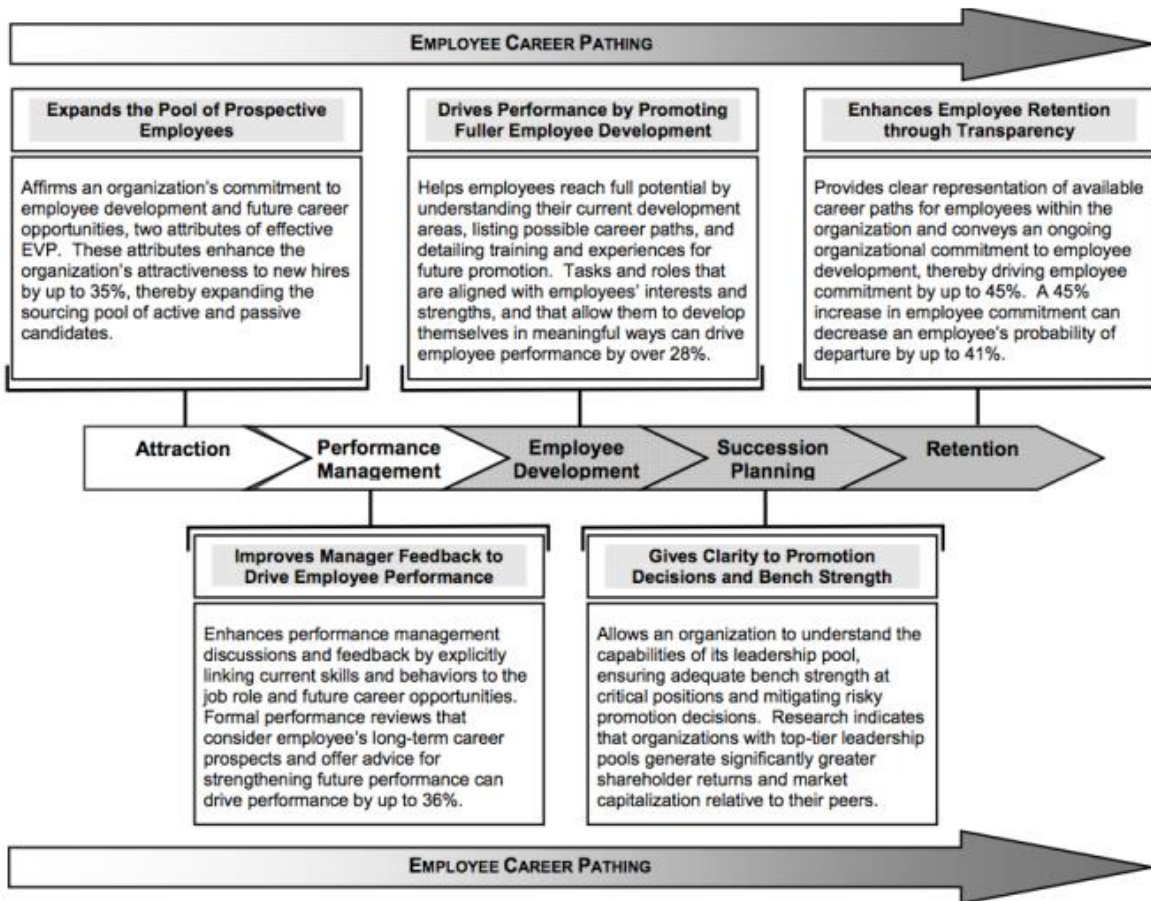 EMPLOYEE CAREER PATHING
Expands the Pool of Prospective
Employees
Affirms an organization's commitment to
employee development and future career
opportunities, two attributes of effective
EVP.  These attributes enhance the
organization's attractiveness to new hires
by up to 35%, thereby expanding the
sourcing pool of active and passive
candidates.
Drives Performance by Promoting
Fuller Employee Development
Helps employees reach full potential by
understanding their current development
areas, listing possible career paths, and
detailing training and experiences for
future promotion.  Tasks and roles that
are aligned with employees' interests and
strengths, and that allow them to develop
themselves in meaningful ways can drive
employee performance by over 28%.
Enhances Employee Retention
through Transparency
Provides clear representation of available
career paths for employees within the
organization and conveys an ongoing
organizational commitment to employee
development, thereby driving employee
commitment by up to 45%.  A 45%
increase in employee commitment can
decrease an employee's probability of
departure by up to 41%.
Attraction
Performance
Management
Employee
Development
Succession
Planning
Retention
Improves Manager Feedback to
Drive Employee Performance
Enhances performance management
discussions and feedback by explicitly
linking current skills and behaviors to the
job role and future career opportunities.
Formal performance reviews that
consider employee's long-term career
prospects and offer advice for
strengthening future performance can
drive performance by up to 36%.
Gives Clarity to Promotion
Decisions and Bench Strength
Allows an organization to understand the
capabilities of its leadership pool,
ensuring adequate bench strength at
critical positions and mitigating risky
promotion decisions.  Research indicates
that organizations with top-tier leadership
pools generate significantly greater
shareholder returns and market
capitalization relative to their peers.
EMPLOYEE CAREER PATHING